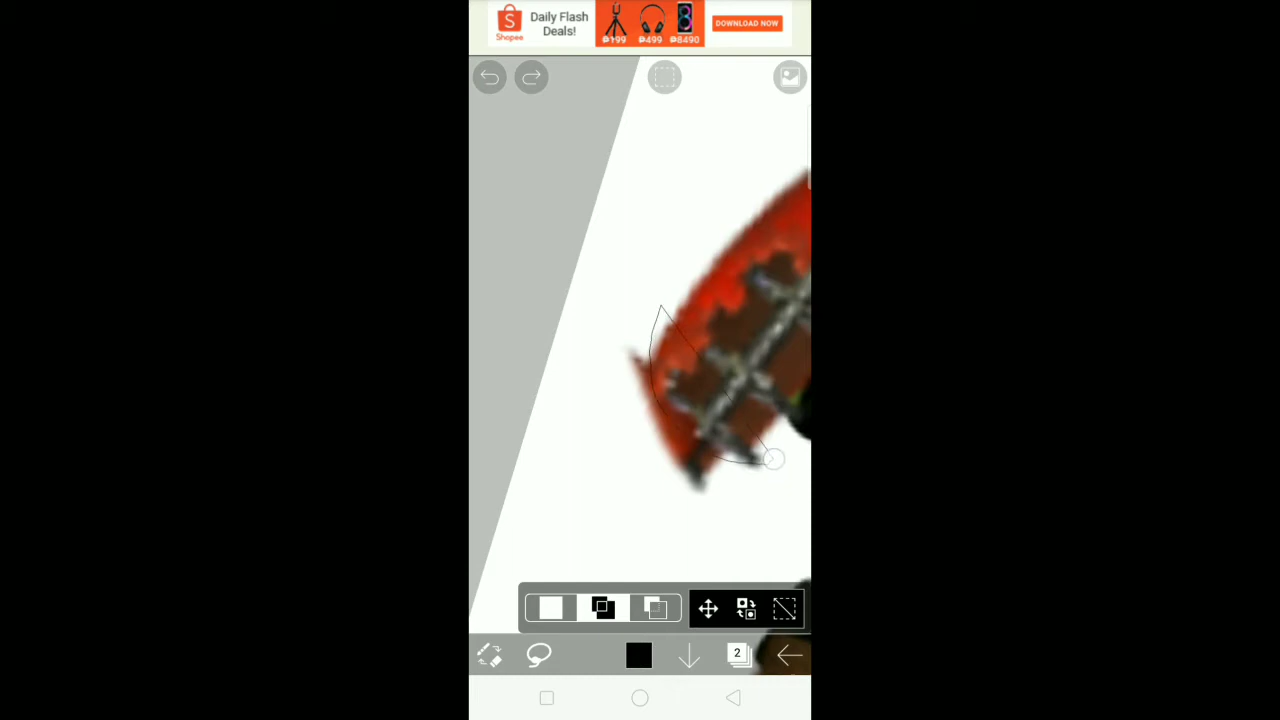 Daily Flash
Deals!
Shopee
₱199 ₱499 ₱8490
DOWNLOAD NOW
2